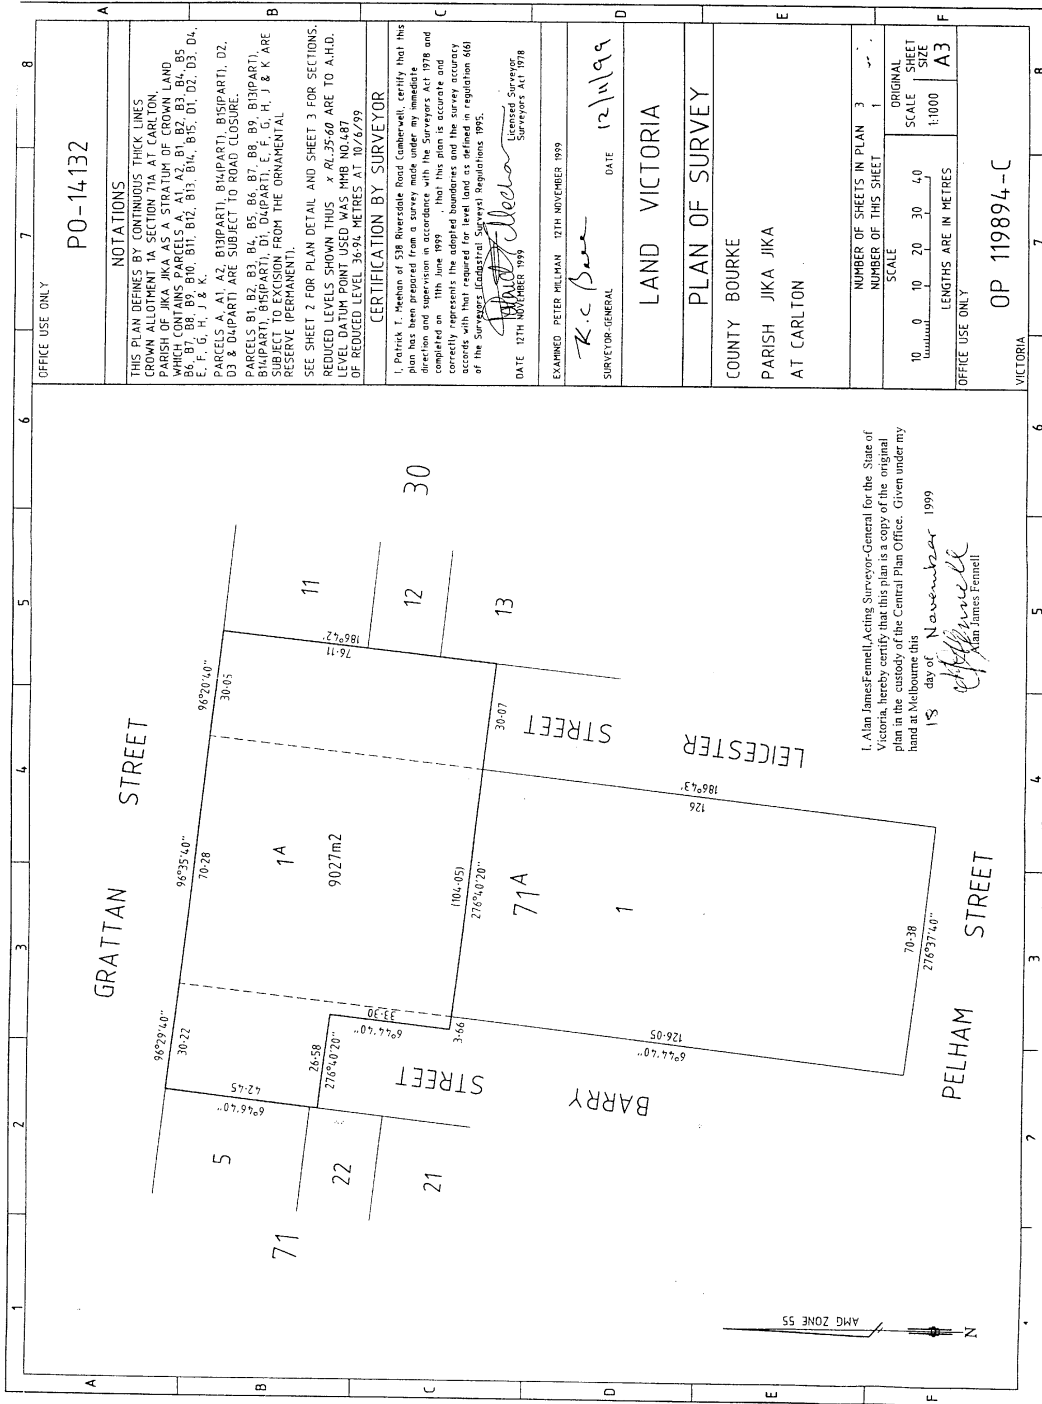 1
2
3
4
5
6
7
8
A
B
C
D
E
F
GRATTAN STREET
96°29'40"
30·22
96°35'40"
70·28
96°20'40"
30·05
5
6°46'40"
42·45
1A
9027m2
76·11
186°42'
11
71
22
26·58
276°40'20"
33·30
6°44'40"
12
30
21
3·66
(104·05)
276°40'20"
30·07
13
STREET
BARRY
71A
1
STREET
LEICESTER
6°44'40"
126·05
126
186°43'
70·38
276°37'40"
PELHAM STREET
AMG ZONE 55
N
I, Alan JamesFennell,Acting Surveyor-General for the State of
Victoria, hereby certify that this plan is a copy of the original
plan in the custody of the Central Plan Office. Given under my
hand at Melbourne this
18 day of November 1999
Alan James Fennell
OFFICE USE ONLY
PO-14132
NOTATIONS
THIS PLAN DEFINES BY CONTINUOUS THICK LINES
CROWN ALLOTMENT 1A SECTION 71A AT CARLTON,
PARISH OF JIKA JIKA AS A STRATUM OF CROWN LAND
WHICH CONTAINS PARCELS A, A1, A2, B1, B2, B3, B4, B5
B6, B7, B8, B9, B10, B11, B12, B13, B14, B15, D1, D2, D3, D4,
E, F, G, H, J & K.
PARCELS A, A1, A2, B13(PART), B14(PART), B15(PART), D2,
D3 & D4(PART) ARE SUBJECT TO ROAD CLOSURE.
PARCELS B1, B2, B3, B4, B5, B6, B7, B8, B9, B13(PART),
B14(PART), B15(PART), D1, D4(PART), E, F, G, H, J & K ARE
SUBJECT TO EXCISION FROM THE ORNAMENTAL
RESERVE (PERMANENT).
SEE SHEET 2 FOR PLAN DETAIL AND SHEET 3 FOR SECTIONS.
REDUCED LEVELS SHOWN THUS x RL.35·60 ARE TO A.H.D.
LEVEL DATUM POINT USED WAS MMB NO.487
OF REDUCED LEVEL 36·94 METRES AT 10/6/99
CERTIFICATION BY SURVEYOR
I, Patrick T. Meehan of 538 Riversdale Road Camberwell, certify that this
plan has been prepared from a survey made under my immediate
direction and supervision in accordance with the Surveyors Act 1978 and
completed on 11th June 1999 , that this plan is accurate and
correctly represents the adopted boundaries and the survey accuracy
accords with that required for level land as defined in regulation 6(6)
of the Surveyors (Cadastral Surveys) Regulations 1995.
DATE 12TH NOVEMBER 1999
Licensed Surveyor
Surveyors Act 1978
EXAMINED PETER MILLMAN 12TH NOVEMBER 1999
SURVEYOR-GENERAL DATE 12/11/99
LAND VICTORIA
PLAN OF SURVEY
COUNTY BOURKE
PARISH JIKA JIKA
AT CARLTON
NUMBER OF SHEETS IN PLAN 3
NUMBER OF THIS SHEET 1
SCALE
10 0 10 20 30 40
LENGTHS ARE IN METRES
ORIGINAL
SCALE
1:1000
SHEET
SIZE
A3
OFFICE USE ONLY
OP 119894-C
VICTORIA
1
2
3
4
5
6
7
8
A
B
C
D
E
F